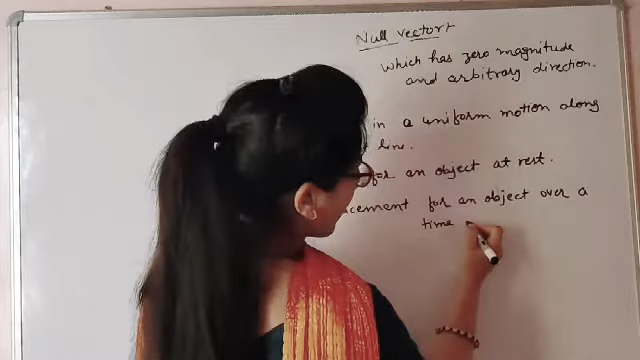 Null vector
which has zero magnitude
and arbitrary direction.
in a uniform motion along
line.
for an object at rest.
cement for an object over a
time